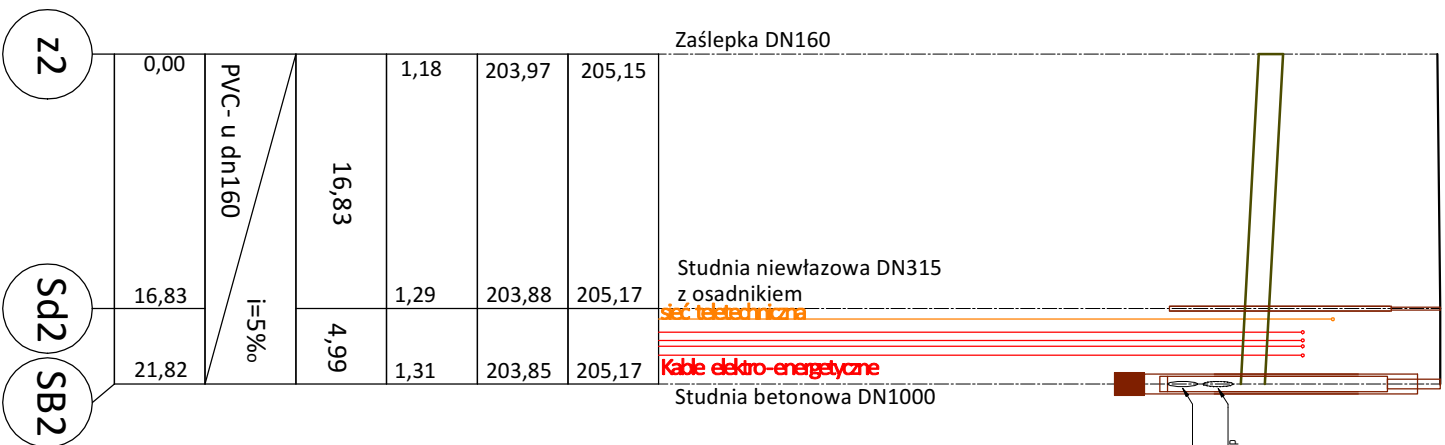 Zaślepka DN160
z2
0,00
PVC- u dn160
16,83
1,18
203,97
205,15
Studnia niewłazowa DN315
z osadnikiem
Sd2
16,83
i=5‰
4,99
1,29
203,88
205,17
sieć teletechniczna
Kable elektro-energetyczne
SB2
21,82
1,31
203,85
205,17
Studnia betonowa DN1000